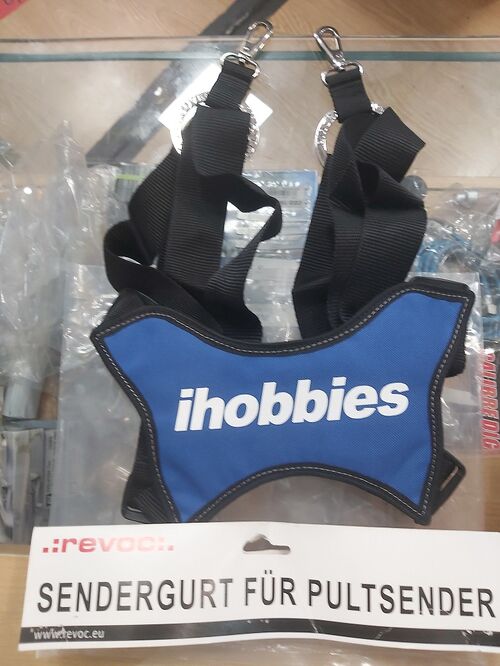 ihobbies
.:revoc:.
SENDERGURT FÜR PULTSENDER
www.revoc.eu